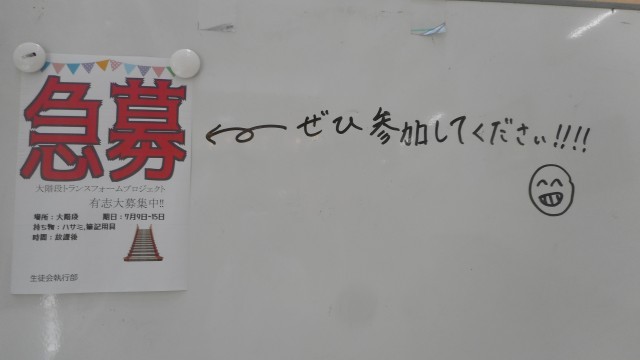 急募
大階段トランスフォームプロジェクト
有志大募集中!!
場所：大階段 期日：7月9日-15日
持ち物：ハサミ,筆記用具
時間：放課後
生徒会執行部
ぜひ参加してください!!!!